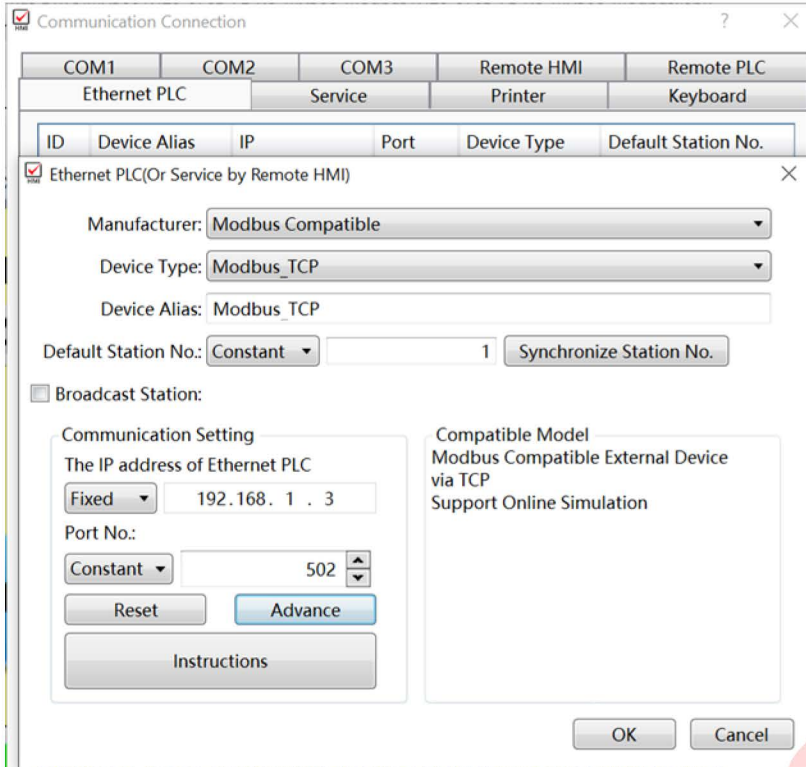 HMI Communication Connection ? ×
COM1 COM2 COM3 Remote HMI Remote PLC
Ethernet PLC Service Printer Keyboard
ID Device Alias IP Port Device Type Default Station No.
HMI Ethernet PLC(Or Service by Remote HMI) ×
Manufacturer: Modbus Compatible
Device Type: Modbus_TCP
Device Alias: Modbus_TCP
Default Station No.: Constant 1 Synchronize Station No.
Broadcast Station:
Communication Setting
The IP address of Ethernet PLC
Fixed 192.168. 1 . 3
Port No.:
Constant 502
Reset Advance
Instructions
Compatible Model
Modbus Compatible External Device
via TCP
Support Online Simulation
OK Cancel